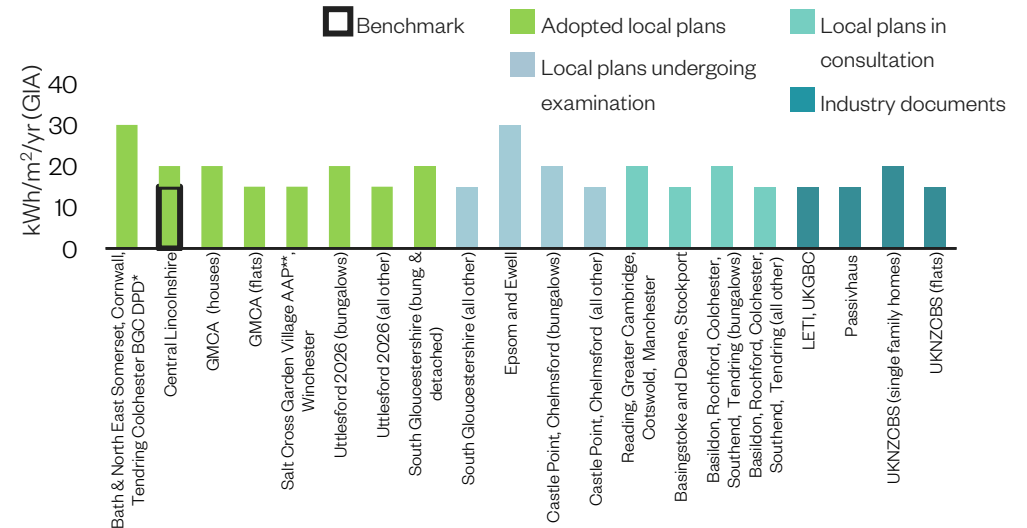 Benchmark
Adopted local plans
Local plans undergoing
examination
Local plans in
consultation
Industry documents
kWh/m²/yr (GIA)
40
30
20
10
0
Bath & North East Somerset, Cornwall,
Tendring Colchester BGC DPD*
Central Lincolnshire
GMCA (houses)
GMCA (flats)
Salt Cross Garden Village AAP**,
Winchester
Uttlesford 2026 (bungalows)
Uttlesford 2026 (all other)
South Gloucestershire (bung, &
detached)
South Gloucestershire (all other)
Epsom and Ewell
Castle Point, Chelmsford (bungalows)
Castle Point, Chelmsford (all other)
Reading, Greater Cambridge,
Cotswold, Manchester
Basingstoke and Deane, Stockport
Basildon, Rochford, Colchester,
Southend, Tendring (bungalows)
Basildon, Rochford, Colchester,
Southend, Tendring (all other)
LETI, UKGBC
Passivhaus
UKNZCBS (single family homes)
UKNZCBS (flats)